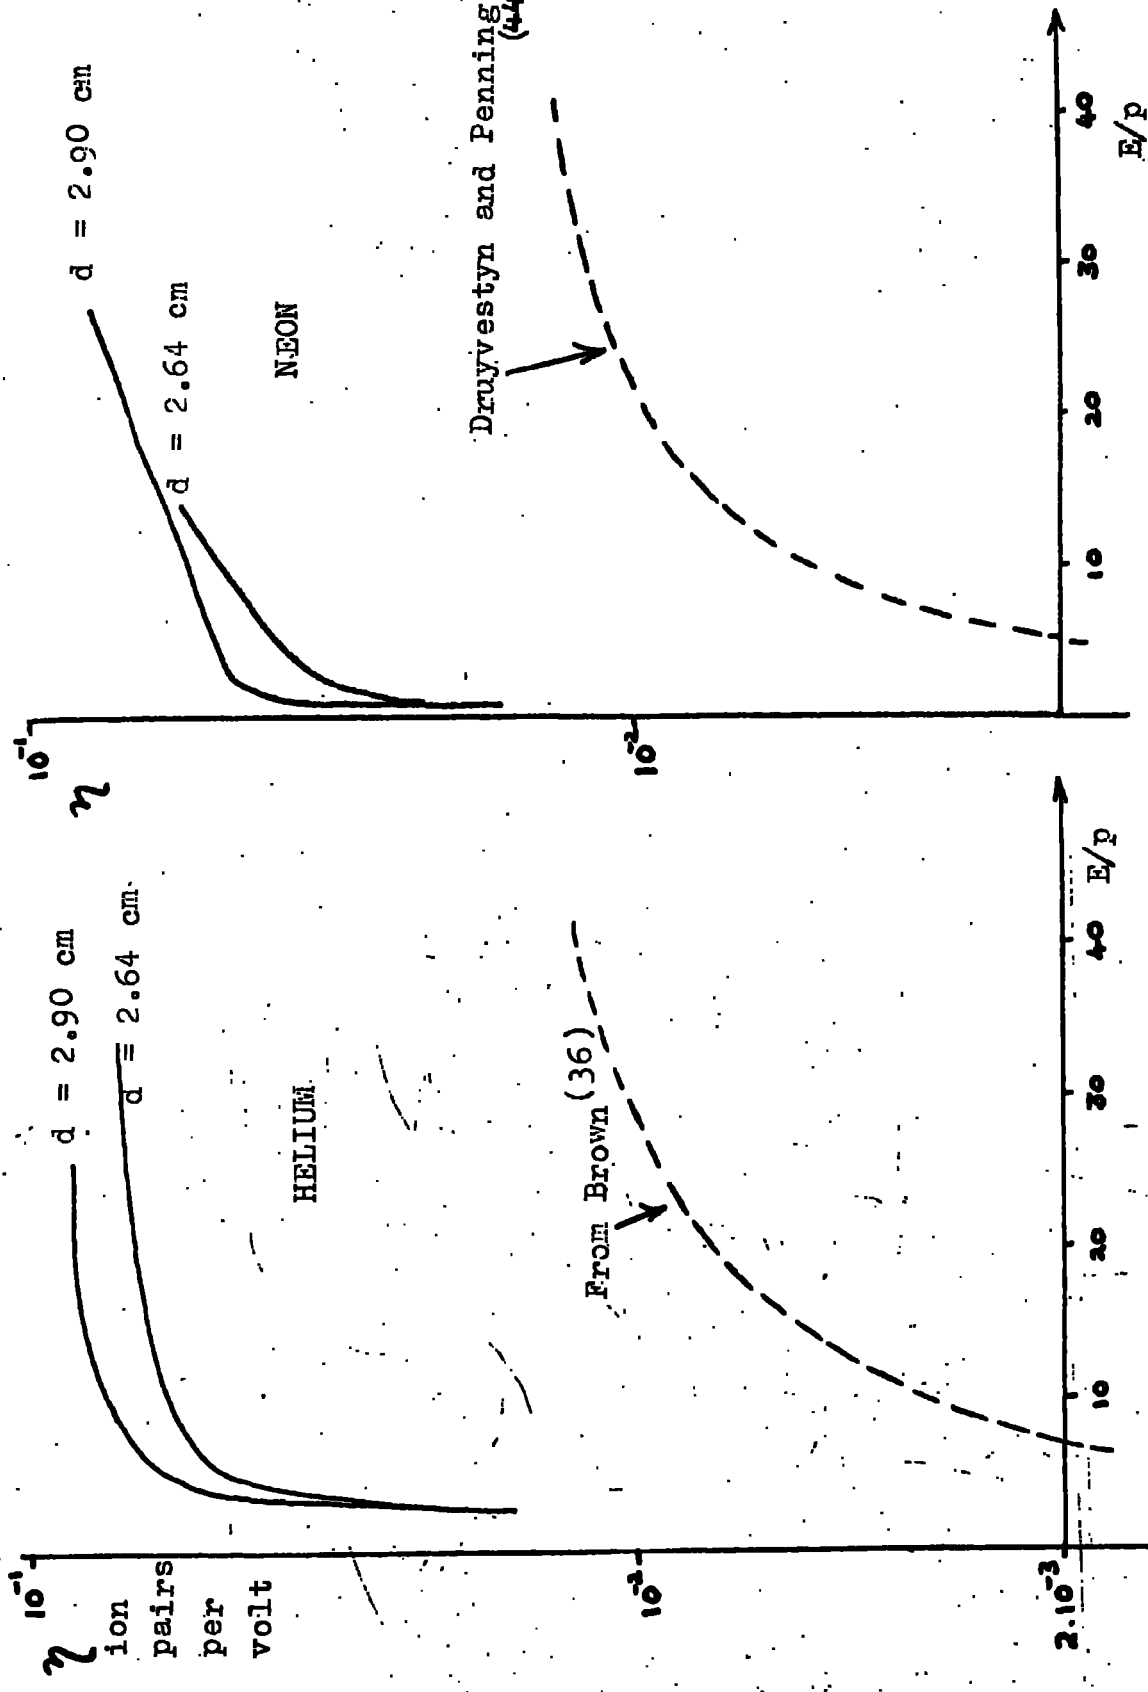 10⁻¹
η
ion
pairs
per
volt
10⁻²
2.10⁻³
d = 2.90 cm
d = 2.64 cm
HELIUM
From Brown (36)
10
20
30
40
E/p
10⁻¹
η
10⁻²
d = 2.90 cm
d = 2.64 cm
NEON
Druyvestyn and Penning
(44
10
20
30
40
E/p